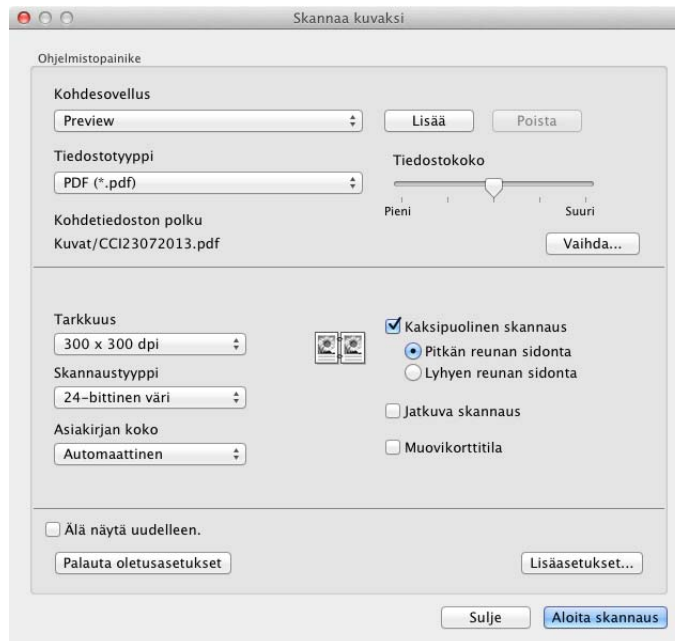 Skannaa kuvaksi
Ohjelmistopainike
Kohdesovellus
Preview
Lisää
Poista
Tiedostotyyppi
Tiedostokoko
PDF (*.pdf)
Pieni
Suuri
Kohdetiedoston polku
Kuvat/CCI23072013.pdf
Vaihda...
Tarkkuus
300 x 300 dpi
Skannaustyyppi
24-bittinen väri
Asiakirjan koko
Automaattinen
Kaksipuolinen skannaus
Pitkän reunan sidonta
Lyhyen reunan sidonta
Jatkuva skannaus
Muovikorttitila
Älä näytä uudelleen.
Palauta oletusasetukset
Lisäasetukset...
Sulje
Aloita skannaus